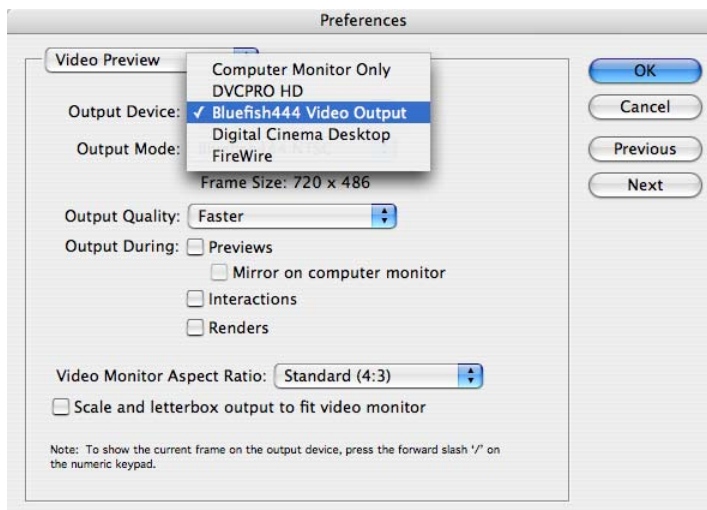 Preferences
Video Preview
Computer Monitor Only
DVCPRO HD
Output Device: ✓ Bluefish444 Video Output
Digital Cinema Desktop
Output Mode:
FireWire
Frame Size: 720 x 486
Output Quality: Faster
Output During: Previews
Mirror on computer monitor
Interactions
Renders
Video Monitor Aspect Ratio: Standard (4:3)
Scale and letterbox output to fit video monitor
Note: To show the current frame on the output device, press the forward slash '/' on
the numeric keypad.
OK
Cancel
Previous
Next